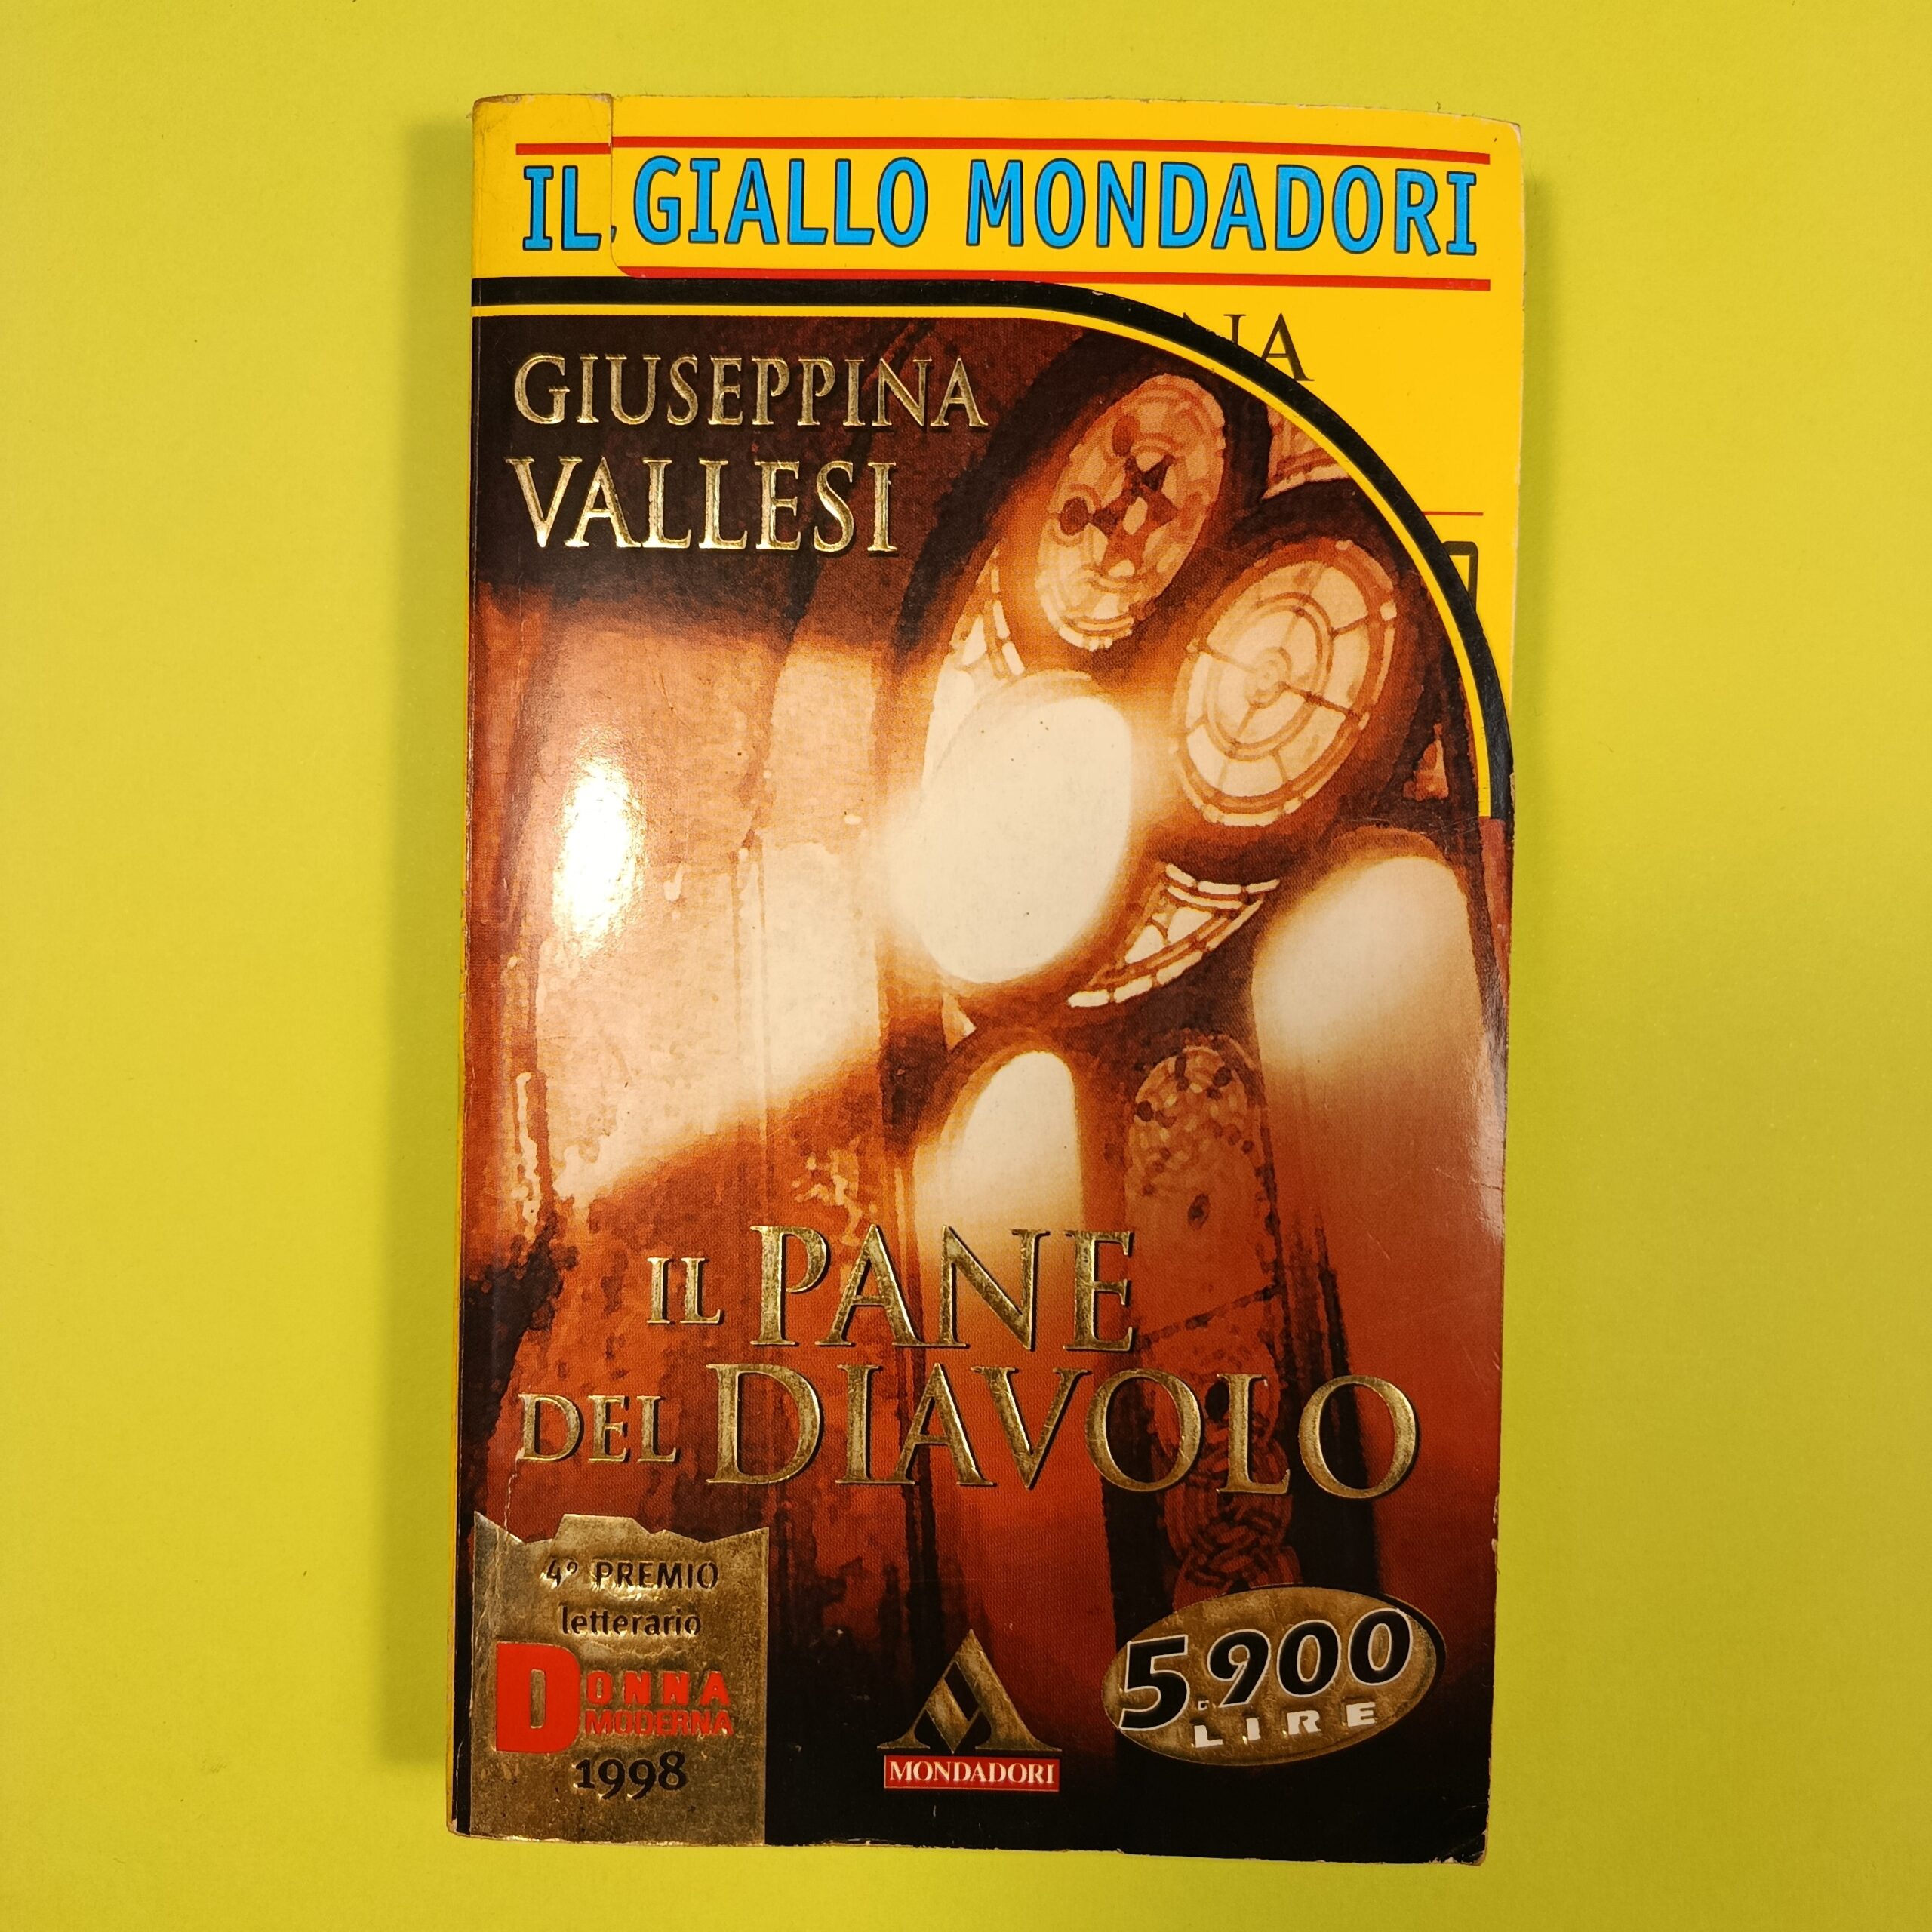 IL GIALLO MONDADORI
NA
GIUSEPPINA
VALLESI
IL PANE
DEL DIAVOLO
4° PREMIO
letterario
DONNA
MODERNA
1998
MONDADORI
5.900
LIRE